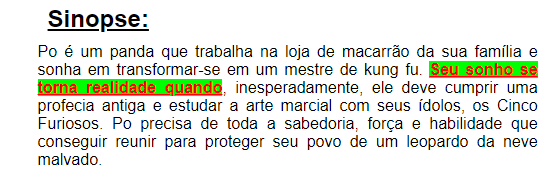 Sinopse:
Po é um panda que trabalha na loja de macarrão da sua família e
sonha em transformar-se em um mestre de kung fu. Seu sonho se
torna realidade quando, inesperadamente, ele deve cumprir uma
profecia antiga e estudar a arte marcial com seus ídolos, os Cinco
Furiosos. Po precisa de toda a sabedoria, força e habilidade que
conseguir reunir para proteger seu povo de um leopardo da neve
malvado.